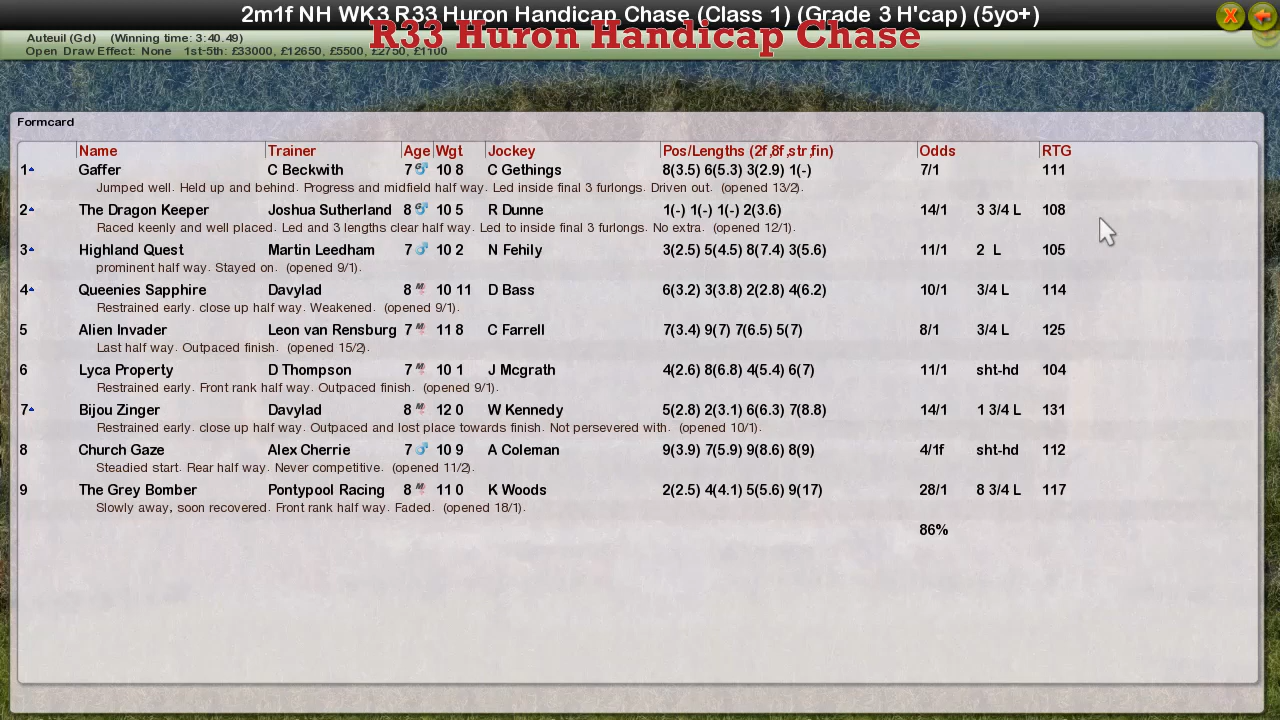 2m1f NH WK3 R33 Huron Handicap Chase (Class 1) (Grade 3 H'cap) (5yo+)
R33 Huron Handicap Chase
Auteuil (Gd) (Winning time: 3:40.49)
Open Draw Effect: None 1st-5th: £33000, £12650, £5500, £2750, £1100
Formcard
Name Trainer Age Wgt Jockey Pos/Lengths (2f,8f,str,fin) Odds RTG
1 Gaffer C Beckwith 7 10 8 C Gethings 8(3.5) 6(5.3) 3(2.9) 1(-) 7/1 111
Jumped well. Held up and behind. Progress and midfield half way. Led inside final 3 furlongs. Driven out. (opened 13/2).
2 The Dragon Keeper Joshua Sutherland 8 10 5 R Dunne 1(-) 1(-) 1(-) 2(3.6) 14/1 3 3/4 L 108
Raced keenly and well placed. Led and 3 lengths clear half way. Led to inside final 3 furlongs. No extra. (opened 12/1).
3 Highland Quest Martin Leedham 7 10 2 N Fehily 3(2.5) 5(4.5) 8(7.4) 3(5.6) 11/1 2 L 105
prominent half way. Stayed on. (opened 9/1).
4 Queenies Sapphire Davylad 8 10 11 D Bass 6(3.2) 3(3.8) 2(2.8) 4(6.2) 10/1 3/4 L 114
Restrained early. close up half way. Weakened. (opened 9/1).
5 Alien Invader Leon van Rensburg 7 11 8 C Farrell 7(3.4) 9(7) 7(6.5) 5(7) 8/1 3/4 L 125
Last half way. Outpaced finish. (opened 15/2).
6 Lyca Property D Thompson 7 10 1 J Mcgrath 4(2.6) 8(6.8) 4(5.4) 6(7) 11/1 sht-hd 104
Restrained early. Front rank half way. Outpaced finish. (opened 9/1).
7 Bijou Zinger Davylad 8 12 0 W Kennedy 5(2.8) 2(3.1) 6(6.3) 7(8.8) 14/1 1 3/4 L 131
Restrained early. close up half way. Outpaced and lost place towards finish. Not persevered with. (opened 10/1).
8 Church Gaze Alex Cherrie 7 10 9 A Coleman 9(3.9) 7(5.9) 9(8.6) 8(9) 4/1f sht-hd 112
Steadied start. Rear half way. Never competitive. (opened 11/2).
9 The Grey Bomber Pontypool Racing 8 11 0 K Woods 2(2.5) 4(4.1) 5(5.6) 9(17) 28/1 8 3/4 L 117
Slowly away, soon recovered. Front rank half way. Faded. (opened 18/1).
86%